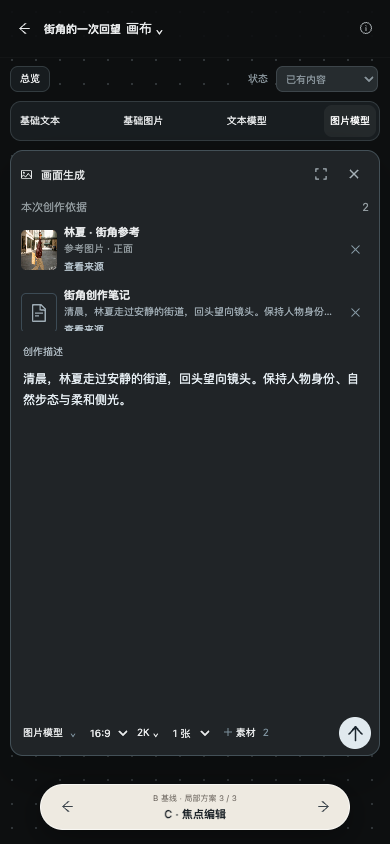 街角的一次回望 画布
总览 状态 已有内容
基础文本 基础图片 文本模型 图片模型
画面生成
本次创作依据 2
林夏 · 街角参考
参考图片 · 正面
查看来源
街角创作笔记
清晨，林夏走过安静的街道，回头望向镜头。保持人物身份...
查看来源
创作描述
清晨，林夏走过安静的街道，回头望向镜头。保持人物身份、自
然步态与柔和侧光。
图片模型 16:9 2K 1 张 + 素材 2
B 基线 · 局部方案 3 / 3
C · 焦点编辑